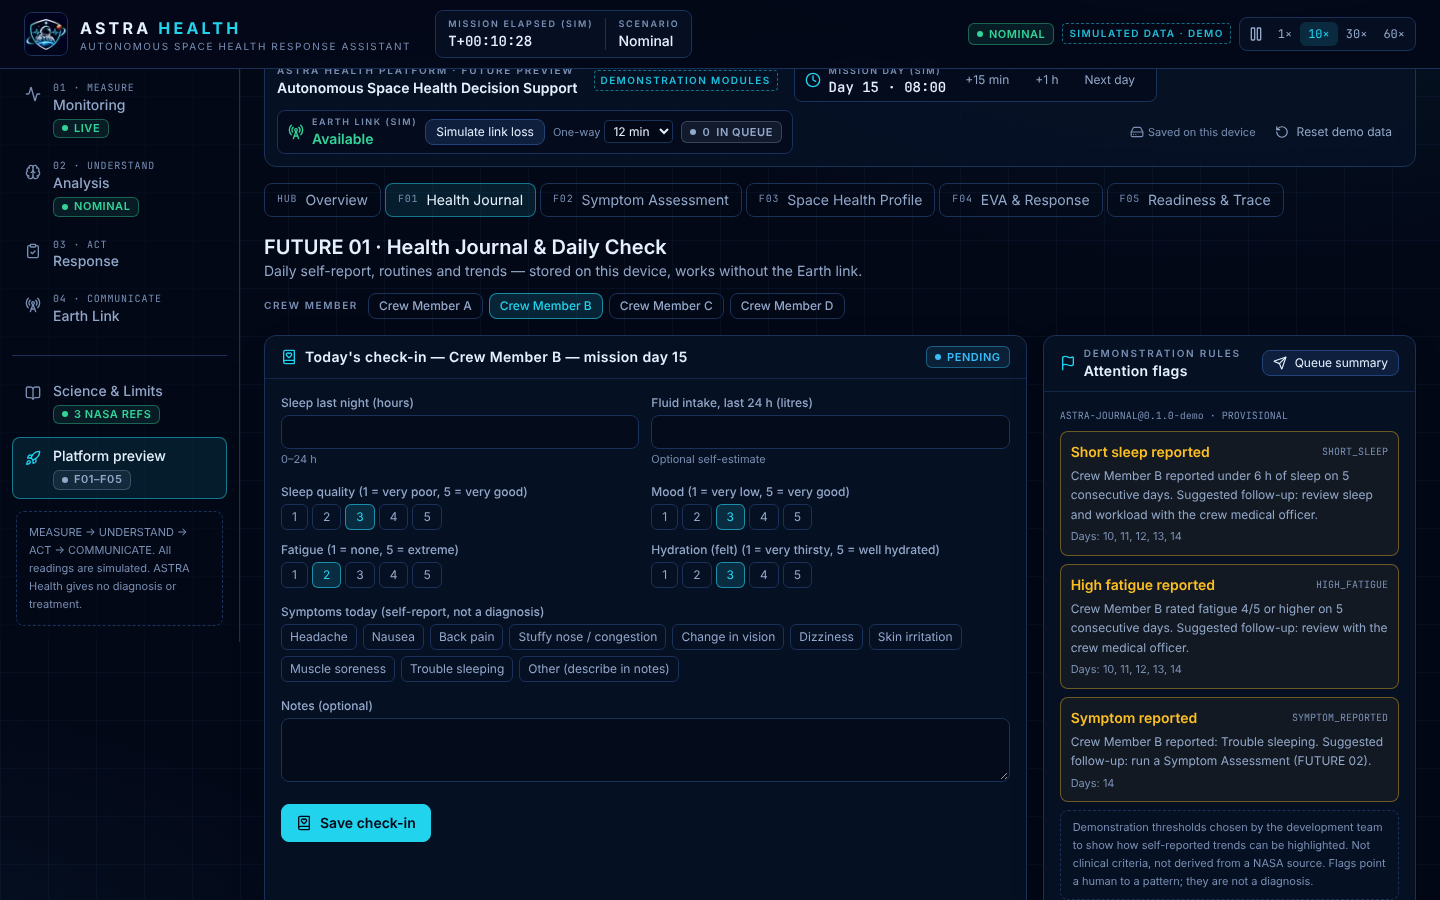 ASTRA HEALTH
AUTONOMOUS SPACE HEALTH RESPONSE ASSISTANT
MISSION ELAPSED (SIM)
T+00:10:28
SCENARIO
Nominal
NOMINAL
SIMULATED DATA · DEMO
1×
10×
30×
60×
01 · MEASURE
Monitoring
LIVE
02 · UNDERSTAND
Analysis
NOMINAL
03 · ACT
Response
04 · COMMUNICATE
Earth Link
Science & Limits
3 NASA REFS
Platform preview
F01–F05
MEASURE → UNDERSTAND →
ACT → COMMUNICATE. All
readings are simulated. ASTRA
Health gives no diagnosis or
treatment.
ASTRA HEALTH PLATFORM · FUTURE PREVIEW
Autonomous Space Health Decision Support
DEMONSTRATION MODULES
MISSION DAY (SIM)
Day 15 · 08:00
+15 min
+1 h
Next day
EARTH LINK (SIM)
Available
Simulate link loss
One-way
12 min
0 IN QUEUE
Saved on this device
Reset demo data
HUB Overview
F01 Health Journal
F02 Symptom Assessment
F03 Space Health Profile
F04 EVA & Response
F05 Readiness & Trace
FUTURE 01 · Health Journal & Daily Check
Daily self-report, routines and trends — stored on this device, works without the Earth link.
CREW MEMBER
Crew Member A
Crew Member B
Crew Member C
Crew Member D
Today's check-in — Crew Member B — mission day 15
PENDING
Sleep last night (hours)
0–24 h
Fluid intake, last 24 h (litres)
Optional self-estimate
Sleep quality (1 = very poor, 5 = very good)
1 2 3 4 5
Mood (1 = very low, 5 = very good)
1 2 3 4 5
Fatigue (1 = none, 5 = extreme)
1 2 3 4 5
Hydration (felt) (1 = very thirsty, 5 = well hydrated)
1 2 3 4 5
Symptoms today (self-report, not a diagnosis)
Headache
Nausea
Back pain
Stuffy nose / congestion
Change in vision
Dizziness
Skin irritation
Muscle soreness
Trouble sleeping
Other (describe in notes)
Notes (optional)
Save check-in
DEMONSTRATION RULES
Attention flags
Queue summary
ASTRA-JOURNAL@0.1.0-demo · PROVISIONAL
Short sleep reported
SHORT_SLEEP
Crew Member B reported under 6 h of sleep on 5
consecutive days. Suggested follow-up: review sleep
and workload with the crew medical officer.
Days: 10, 11, 12, 13, 14
High fatigue reported
HIGH_FATIGUE
Crew Member B rated fatigue 4/5 or higher on 5
consecutive days. Suggested follow-up: review with the
crew medical officer.
Days: 10, 11, 12, 13, 14
Symptom reported
SYMPTOM_REPORTED
Crew Member B reported: Trouble sleeping. Suggested
follow-up: run a Symptom Assessment (FUTURE 02).
Days: 14
Demonstration thresholds chosen by the development team
to show how self-reported trends can be highlighted. Not
clinical criteria, not derived from a NASA source. Flags point
a human to a pattern; they are not a diagnosis.